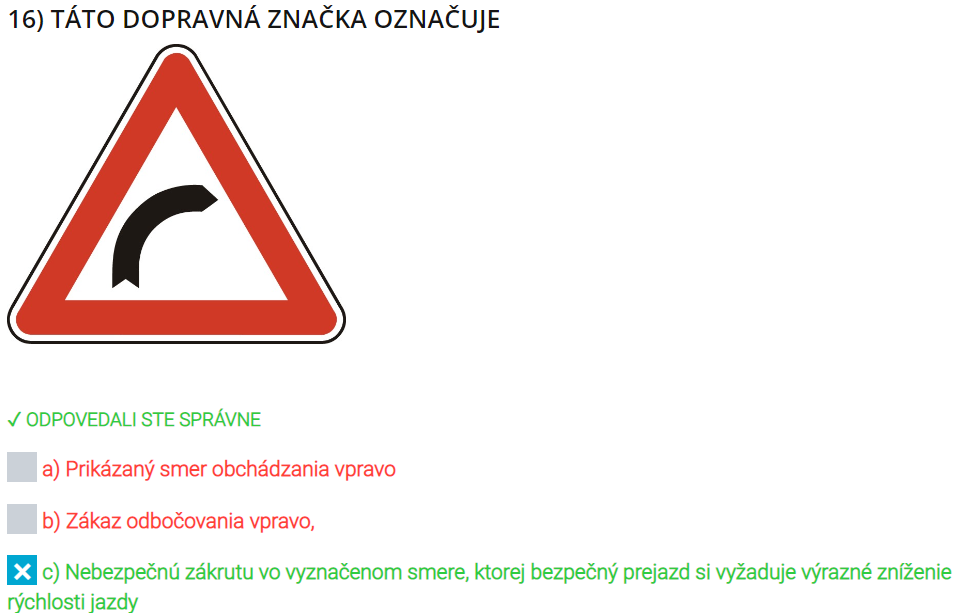 16) TÁTO DOPRAVNÁ ZNAČKA OZNAČUJE
✓ ODPOVEDALI STE SPRÁVNE
a) Prikázaný smer obchádzania vpravo
b) Zákaz odbočovania vpravo,
c) Nebezpečnú zákrutu vo vyznačenom smere, ktorej bezpečný prejazd si vyžaduje výrazné zníženie
rýchlosti jazdy